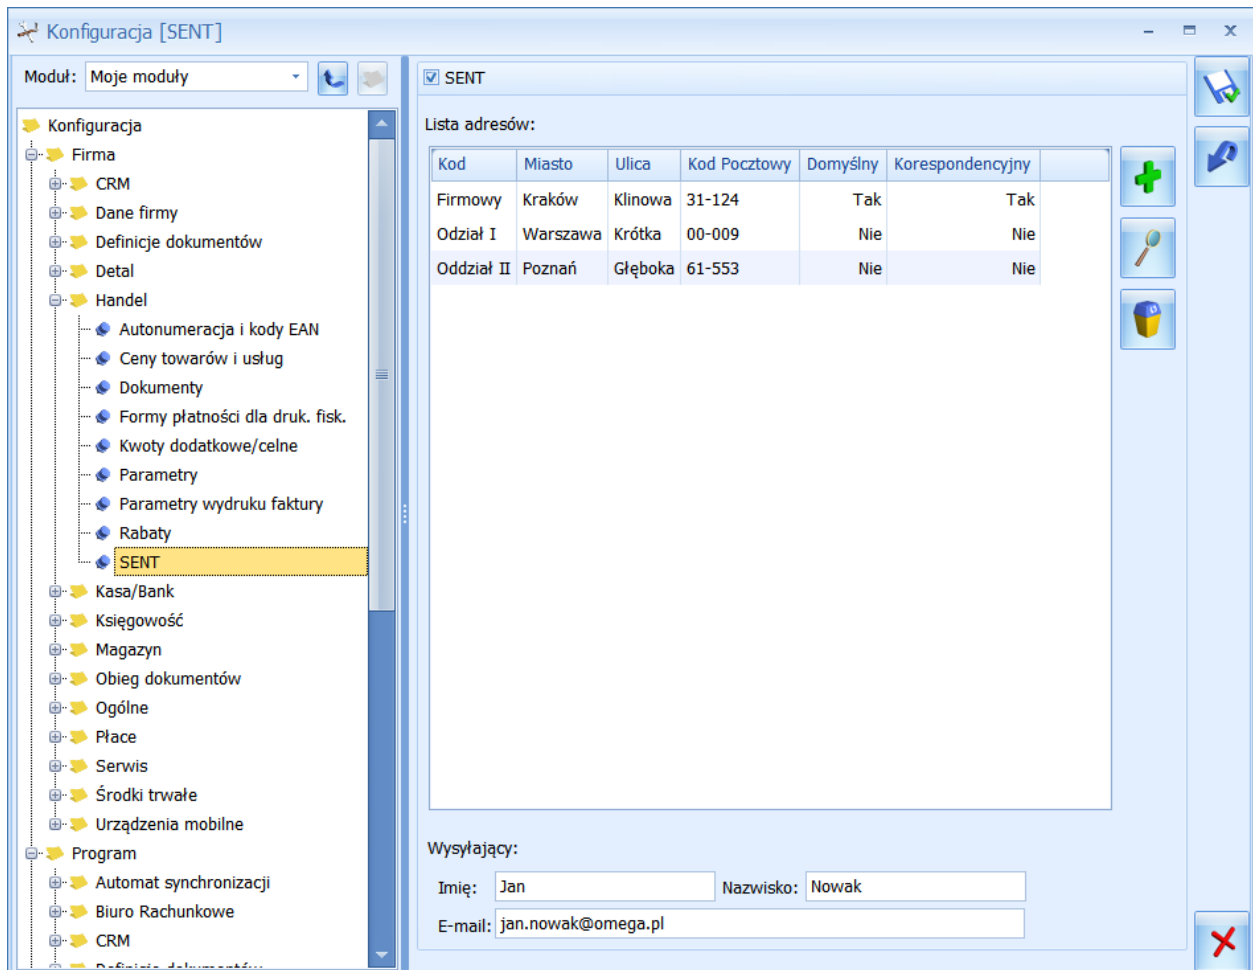 Konfiguracja [SENT]
Moduł: Moje moduły
Konfiguracja
Firma
CRM
Dane firmy
Definicje dokumentów
Detal
Handel
Autonumeracja i kody EAN
Ceny towarów i usług
Dokumenty
Formy płatności dla druk. fisk.
Kwoty dodatkowe/celne
Parametry
Parametry wydruku faktury
Rabaty
SENT
Kasa/Bank
Księgowość
Magazyn
Obieg dokumentów
Ogólne
Płace
Serwis
Środki trwałe
Urządzenia mobilne
Program
Automat synchronizacji
Biuro Rachunkowe
CRM
Definicje dokumentów
SENT
Lista adresów:
Kod Miasto Ulica Kod Pocztowy Domyślny Korespondencyjny
Firmowy Kraków Klinowa 31-124 Tak Tak
Odział I Warszawa Krótka 00-009 Nie Nie
Oddział II Poznań Głęboka 61-553 Nie Nie
Wysyłający:
Imię: Jan Nazwisko: Nowak
E-mail: jan.nowak@omega.pl